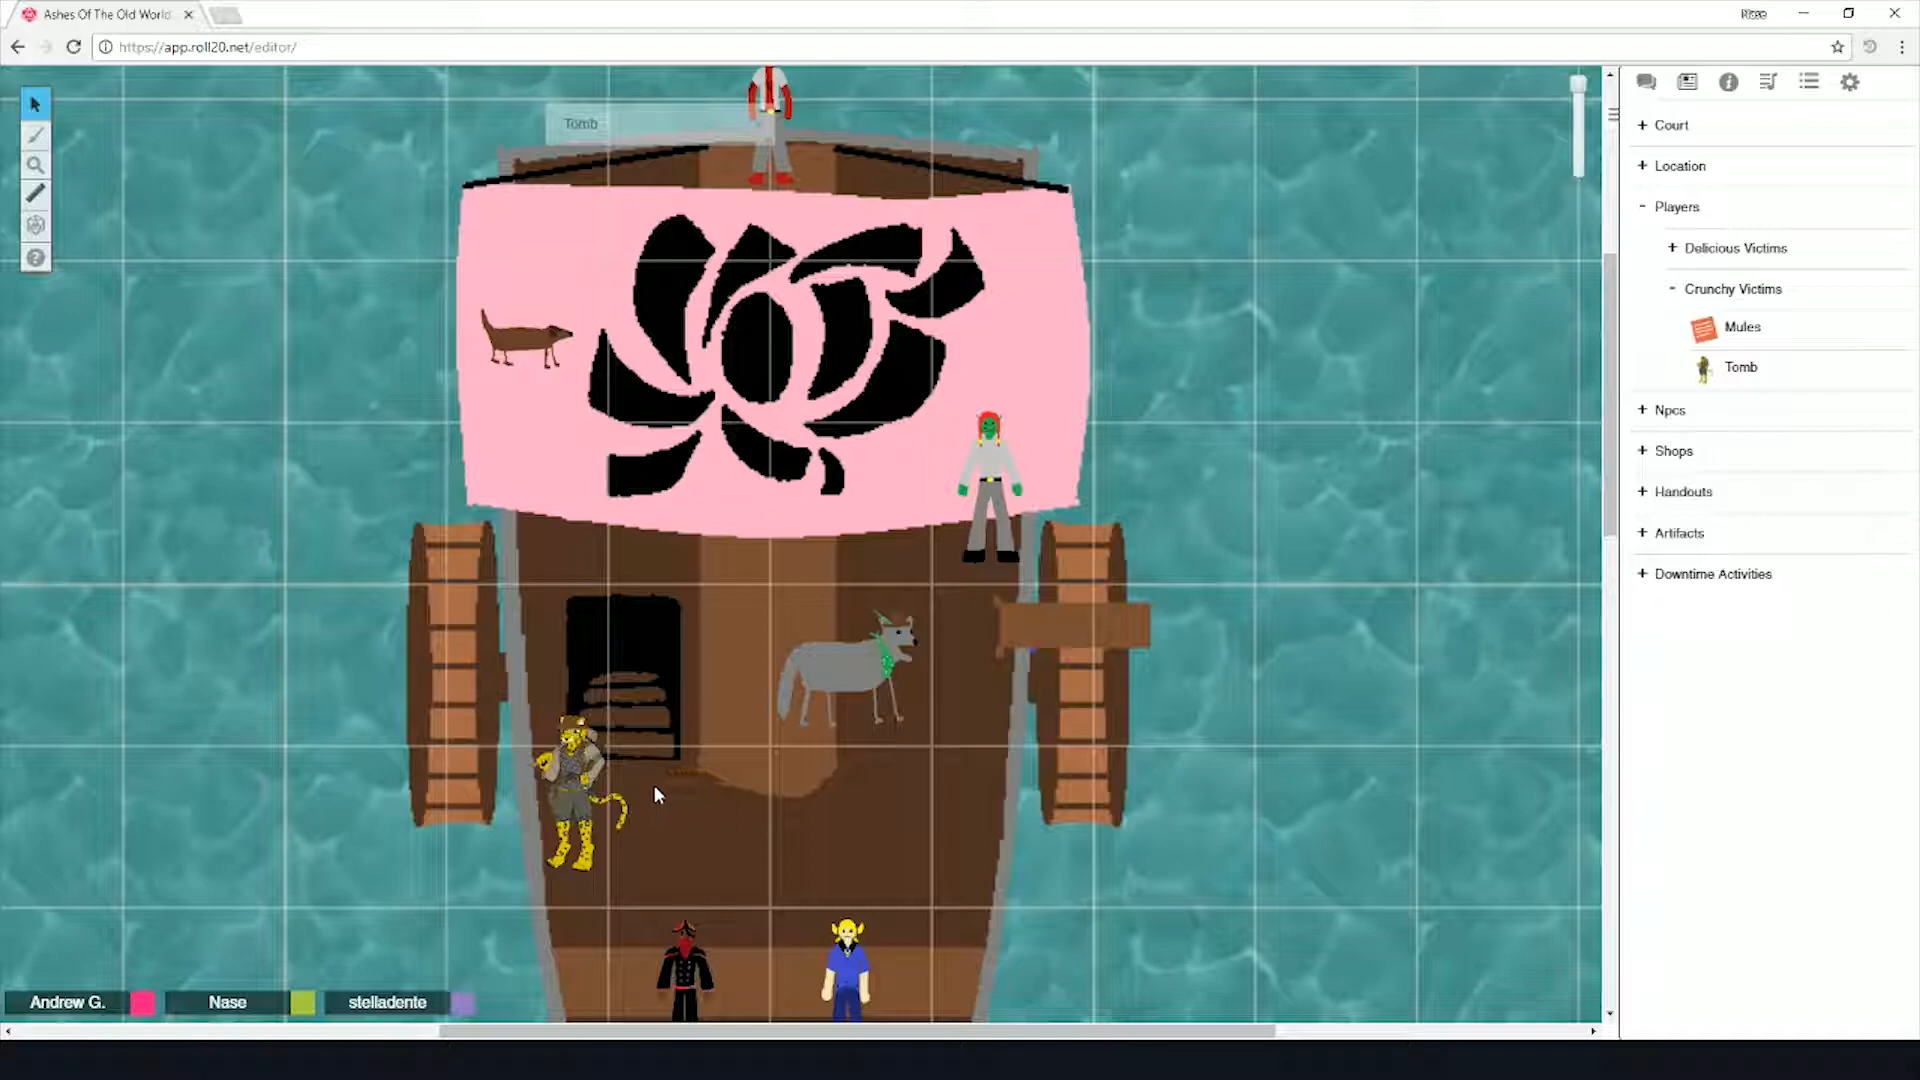 Ashes Of The Old World
https://app.roll20.net/editor/
Tomb
Court
Location
Players
Delicious Victims
Crunchy Victims
Mules
Tomb
Npcs
Shops
Handouts
Artifacts
Downtime Activities
Andrew G.
Nase
stelladente